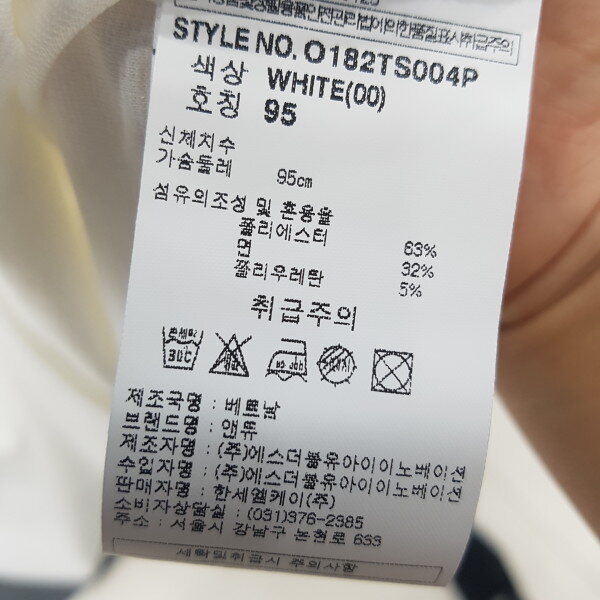 STYLE NO. O182TS004P
색상 WHITE(00)
호칭 95
신체치수
가슴둘레 95cm
섬유의조성 및 혼용율
폴리에스터 63%
모 32%
폴리우레탄 5%
취급주의
30℃
제조국명 : 베트남
브랜드명 : 앤듀
제조자명 : (주)에스더블유아이이노베이전
수입자명 : (주)에스더블유아이이노베이전
판매자명 : 한세엠케이(주)
소비자상담실 : (031)376-2385
주소 : 서울시 강남구 논현로 633